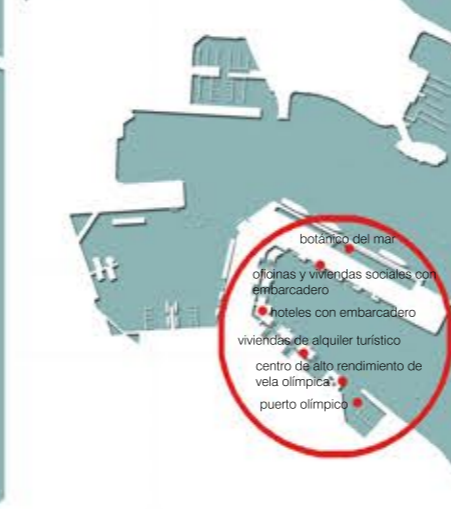 botánico del mar
oficinas y viviendas sociales con
embarcadero
hoteles con embarcadero
viviendas de alquiler turístico
centro de alto rendimiento de
vela olímpica
puerto olímpico